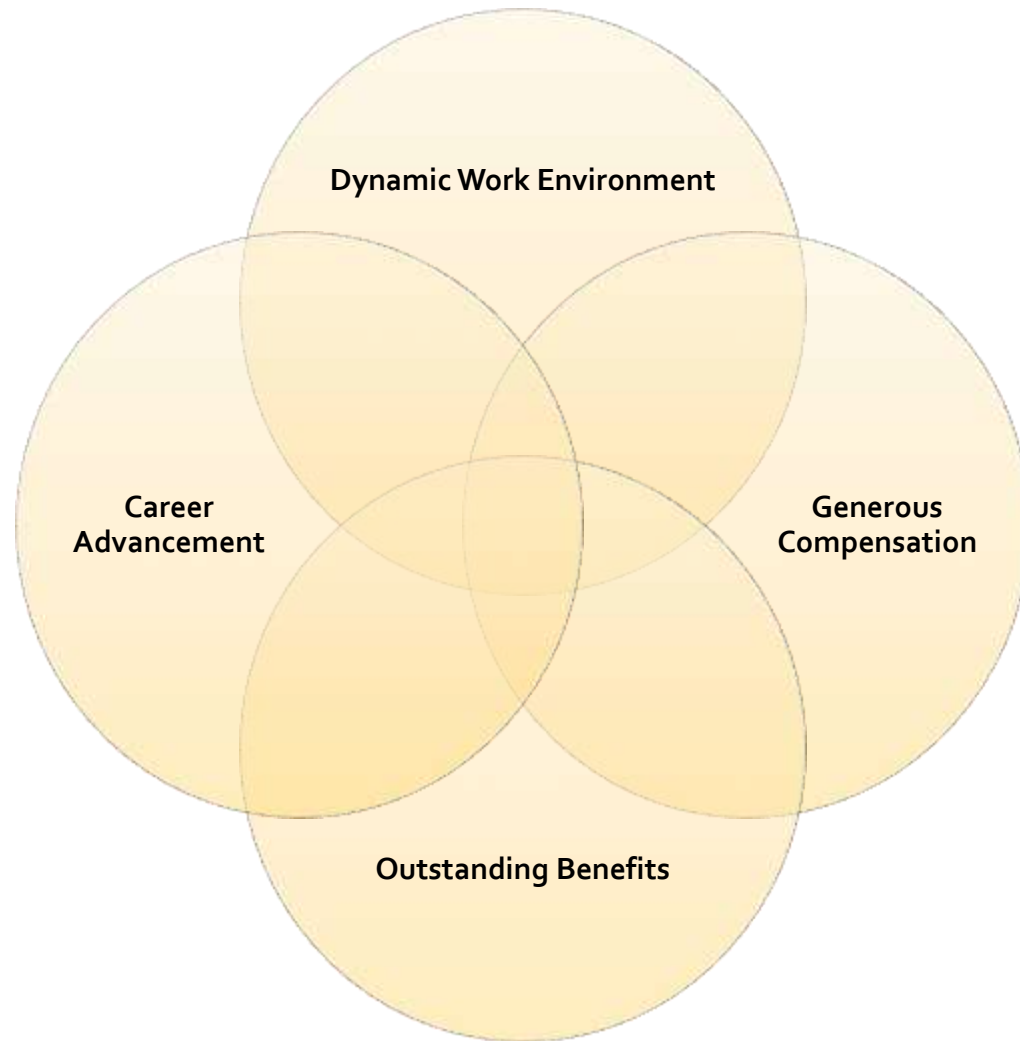 Dynamic Work Environment
Career
Advancement
Generous
Compensation
Outstanding Benefits